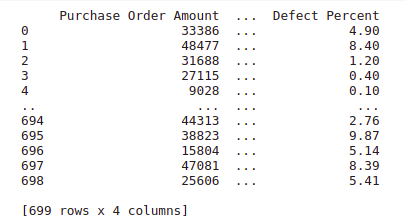 Purchase Order Amount ... Defect Percent
0 33386 ... 4.90
1 48477 ... 8.40
2 31688 ... 1.20
3 27115 ... 0.40
4 9028 ... 0.10
.. ... ... ...
694 44313 ... 2.76
695 38823 ... 9.87
696 15804 ... 5.14
697 47081 ... 8.39
698 25606 ... 5.41
[699 rows x 4 columns]